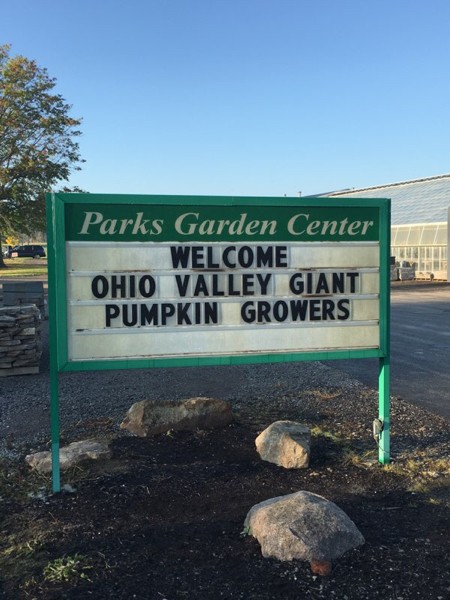 Parks Garden Center
WELCOME
OHIO VALLEY GIANT
PUMPKIN GROWERS